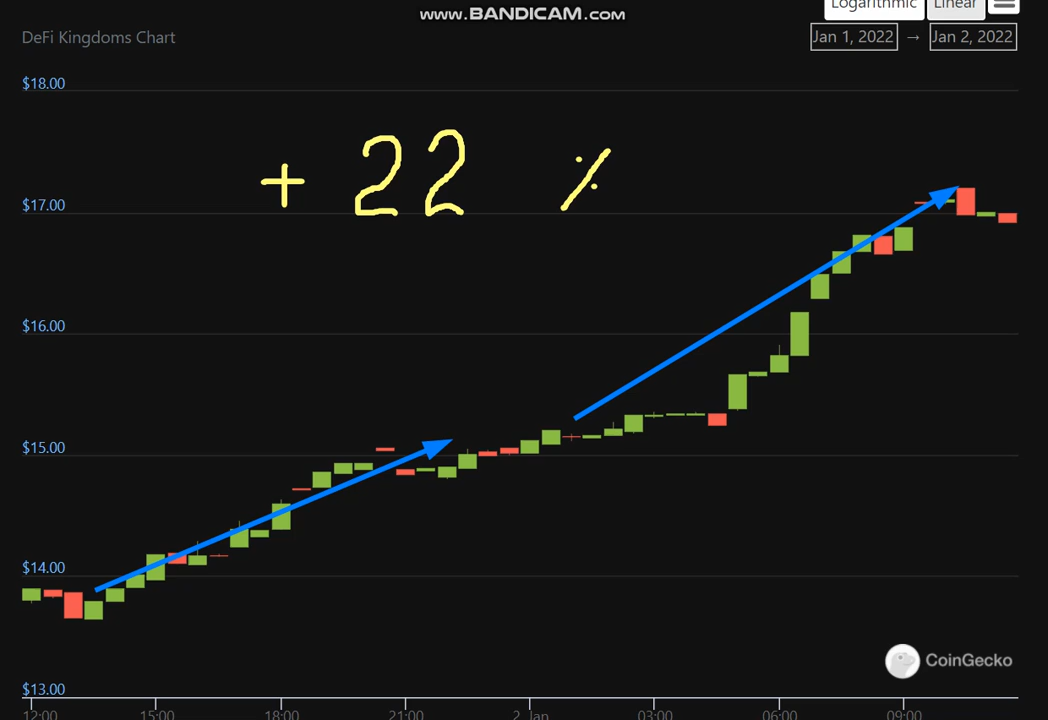 www.BANDICAM.com
Logarithmic Linear
DeFi Kingdoms Chart
Jan 1, 2022 → Jan 2, 2022
$18.00
+ 22 %
$17.00
$16.00
$15.00
$14.00
CoinGecko
$13.00
12:00 15:00 18:00 21:00 2 Jan 03:00 06:00 09:00